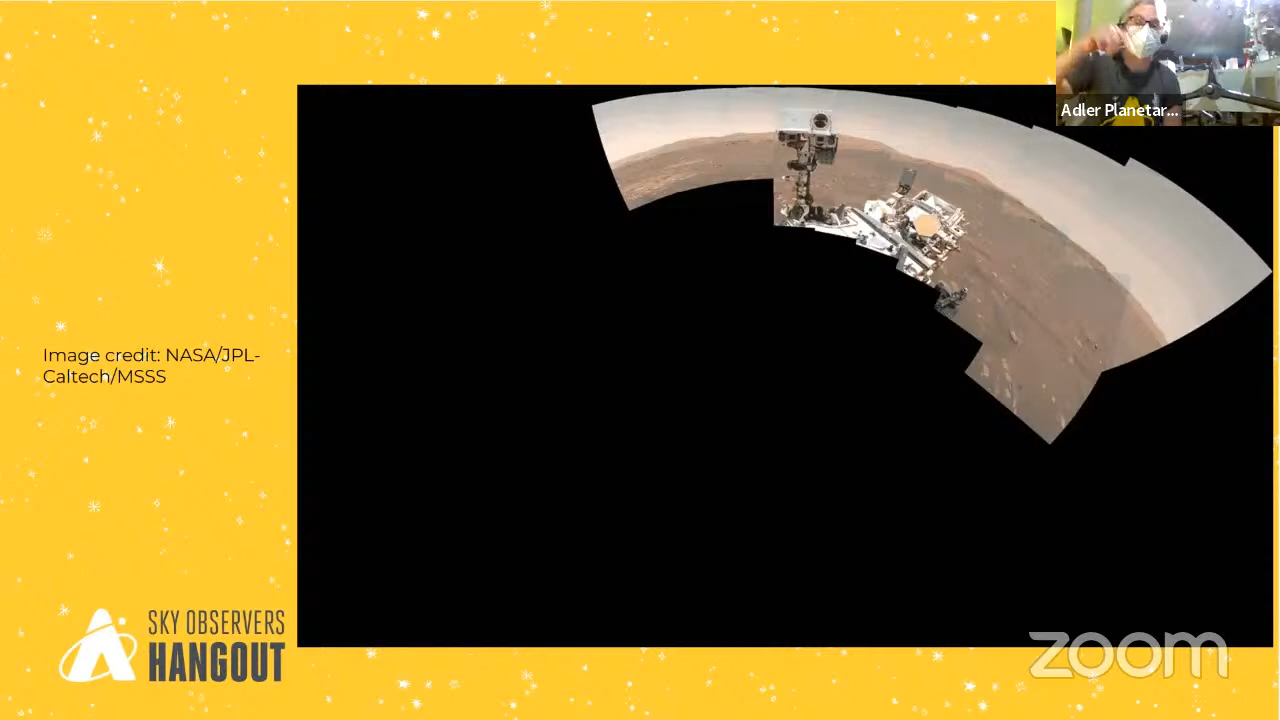 Adler Planetar...
Image credit: NASA/JPL-
Caltech/MSSS
SKY OBSERVERS
HANGOUT
zoom